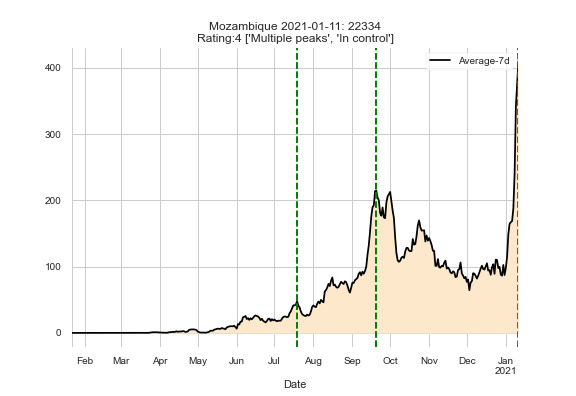 Mozambique 2021-01-11: 22334
Rating:4 ['Multiple peaks', 'In control']
Average-7d
400
300
200
100
0
Feb Mar Apr May Jun Jul Aug Sep Oct Nov Dec Jan
2021
Date